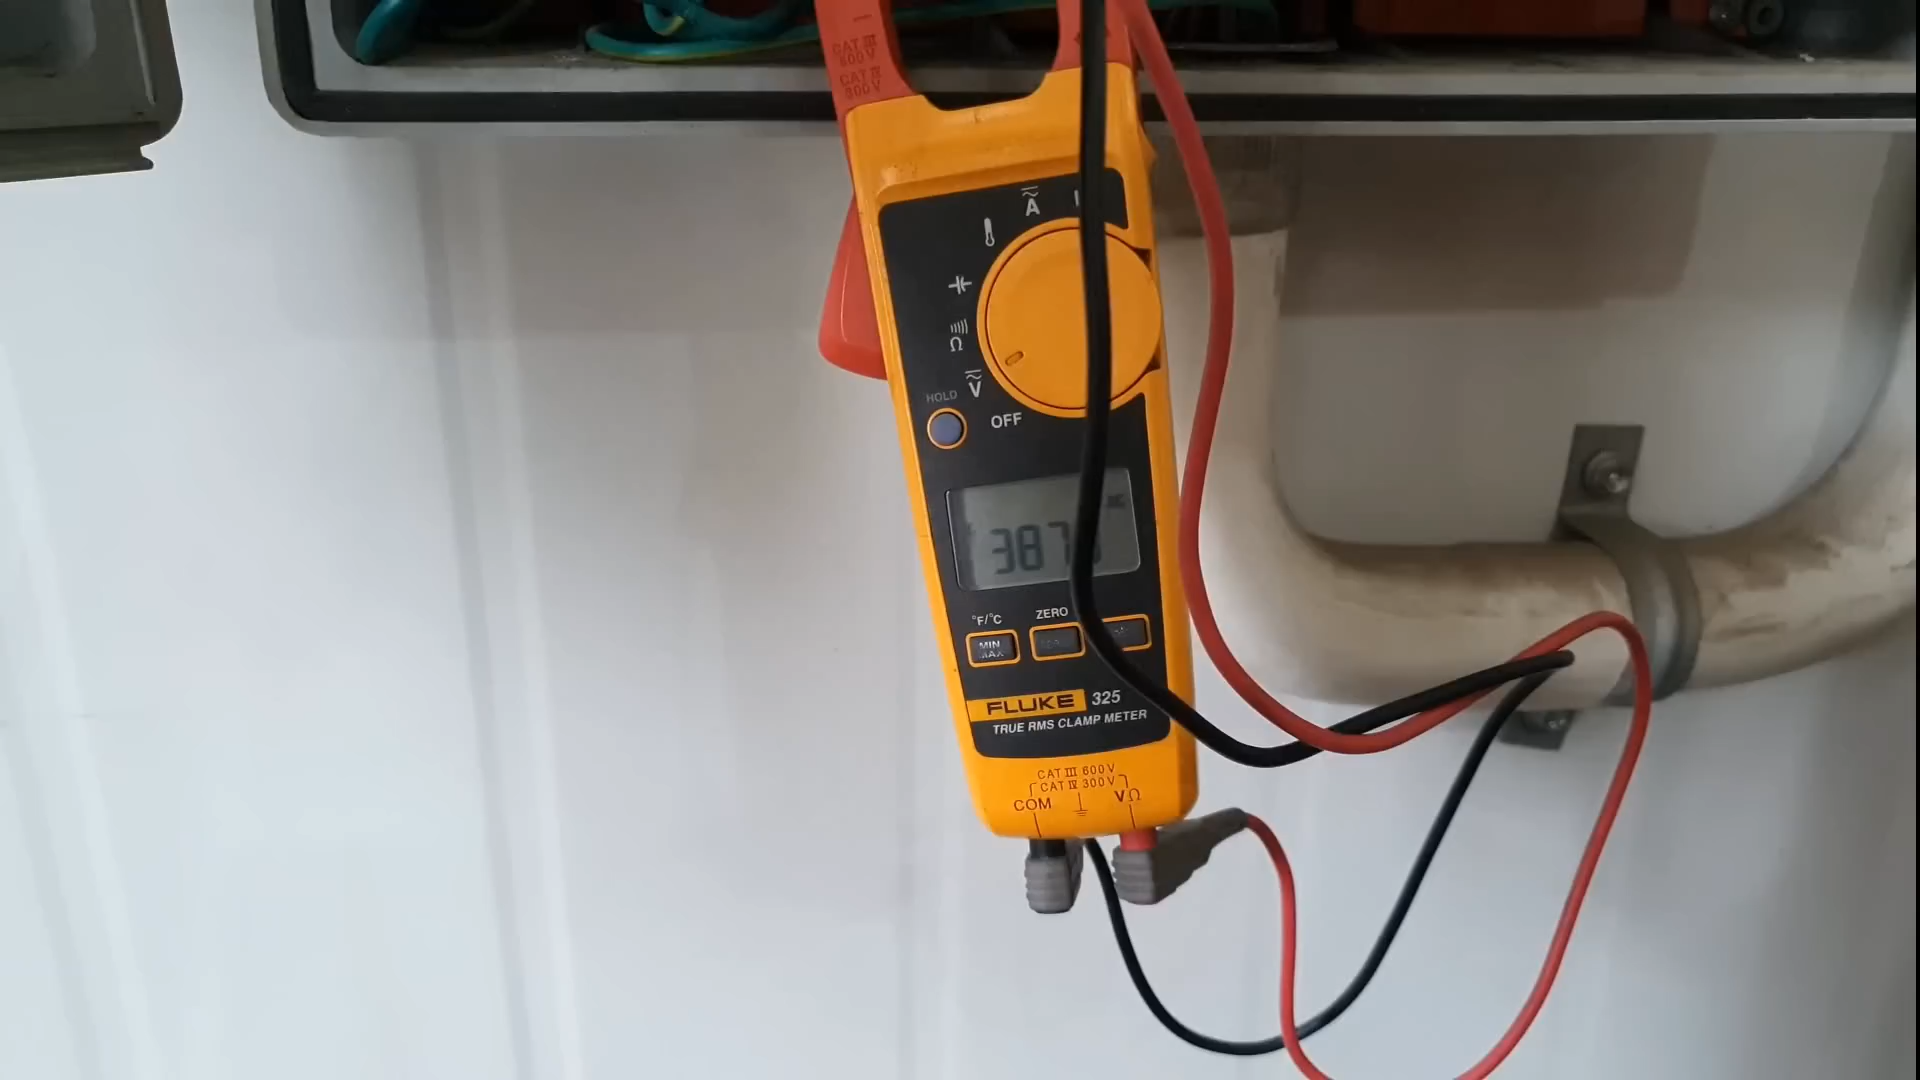 CAT III
600V
CAT IV
300V
A
V
Ω
HOLD
OFF
387
°F/°C
ZERO
MIN
MAX
FLUKE 325
TRUE RMS CLAMP METER
CAT III 600V
CAT IV 300V
COM
VΩ